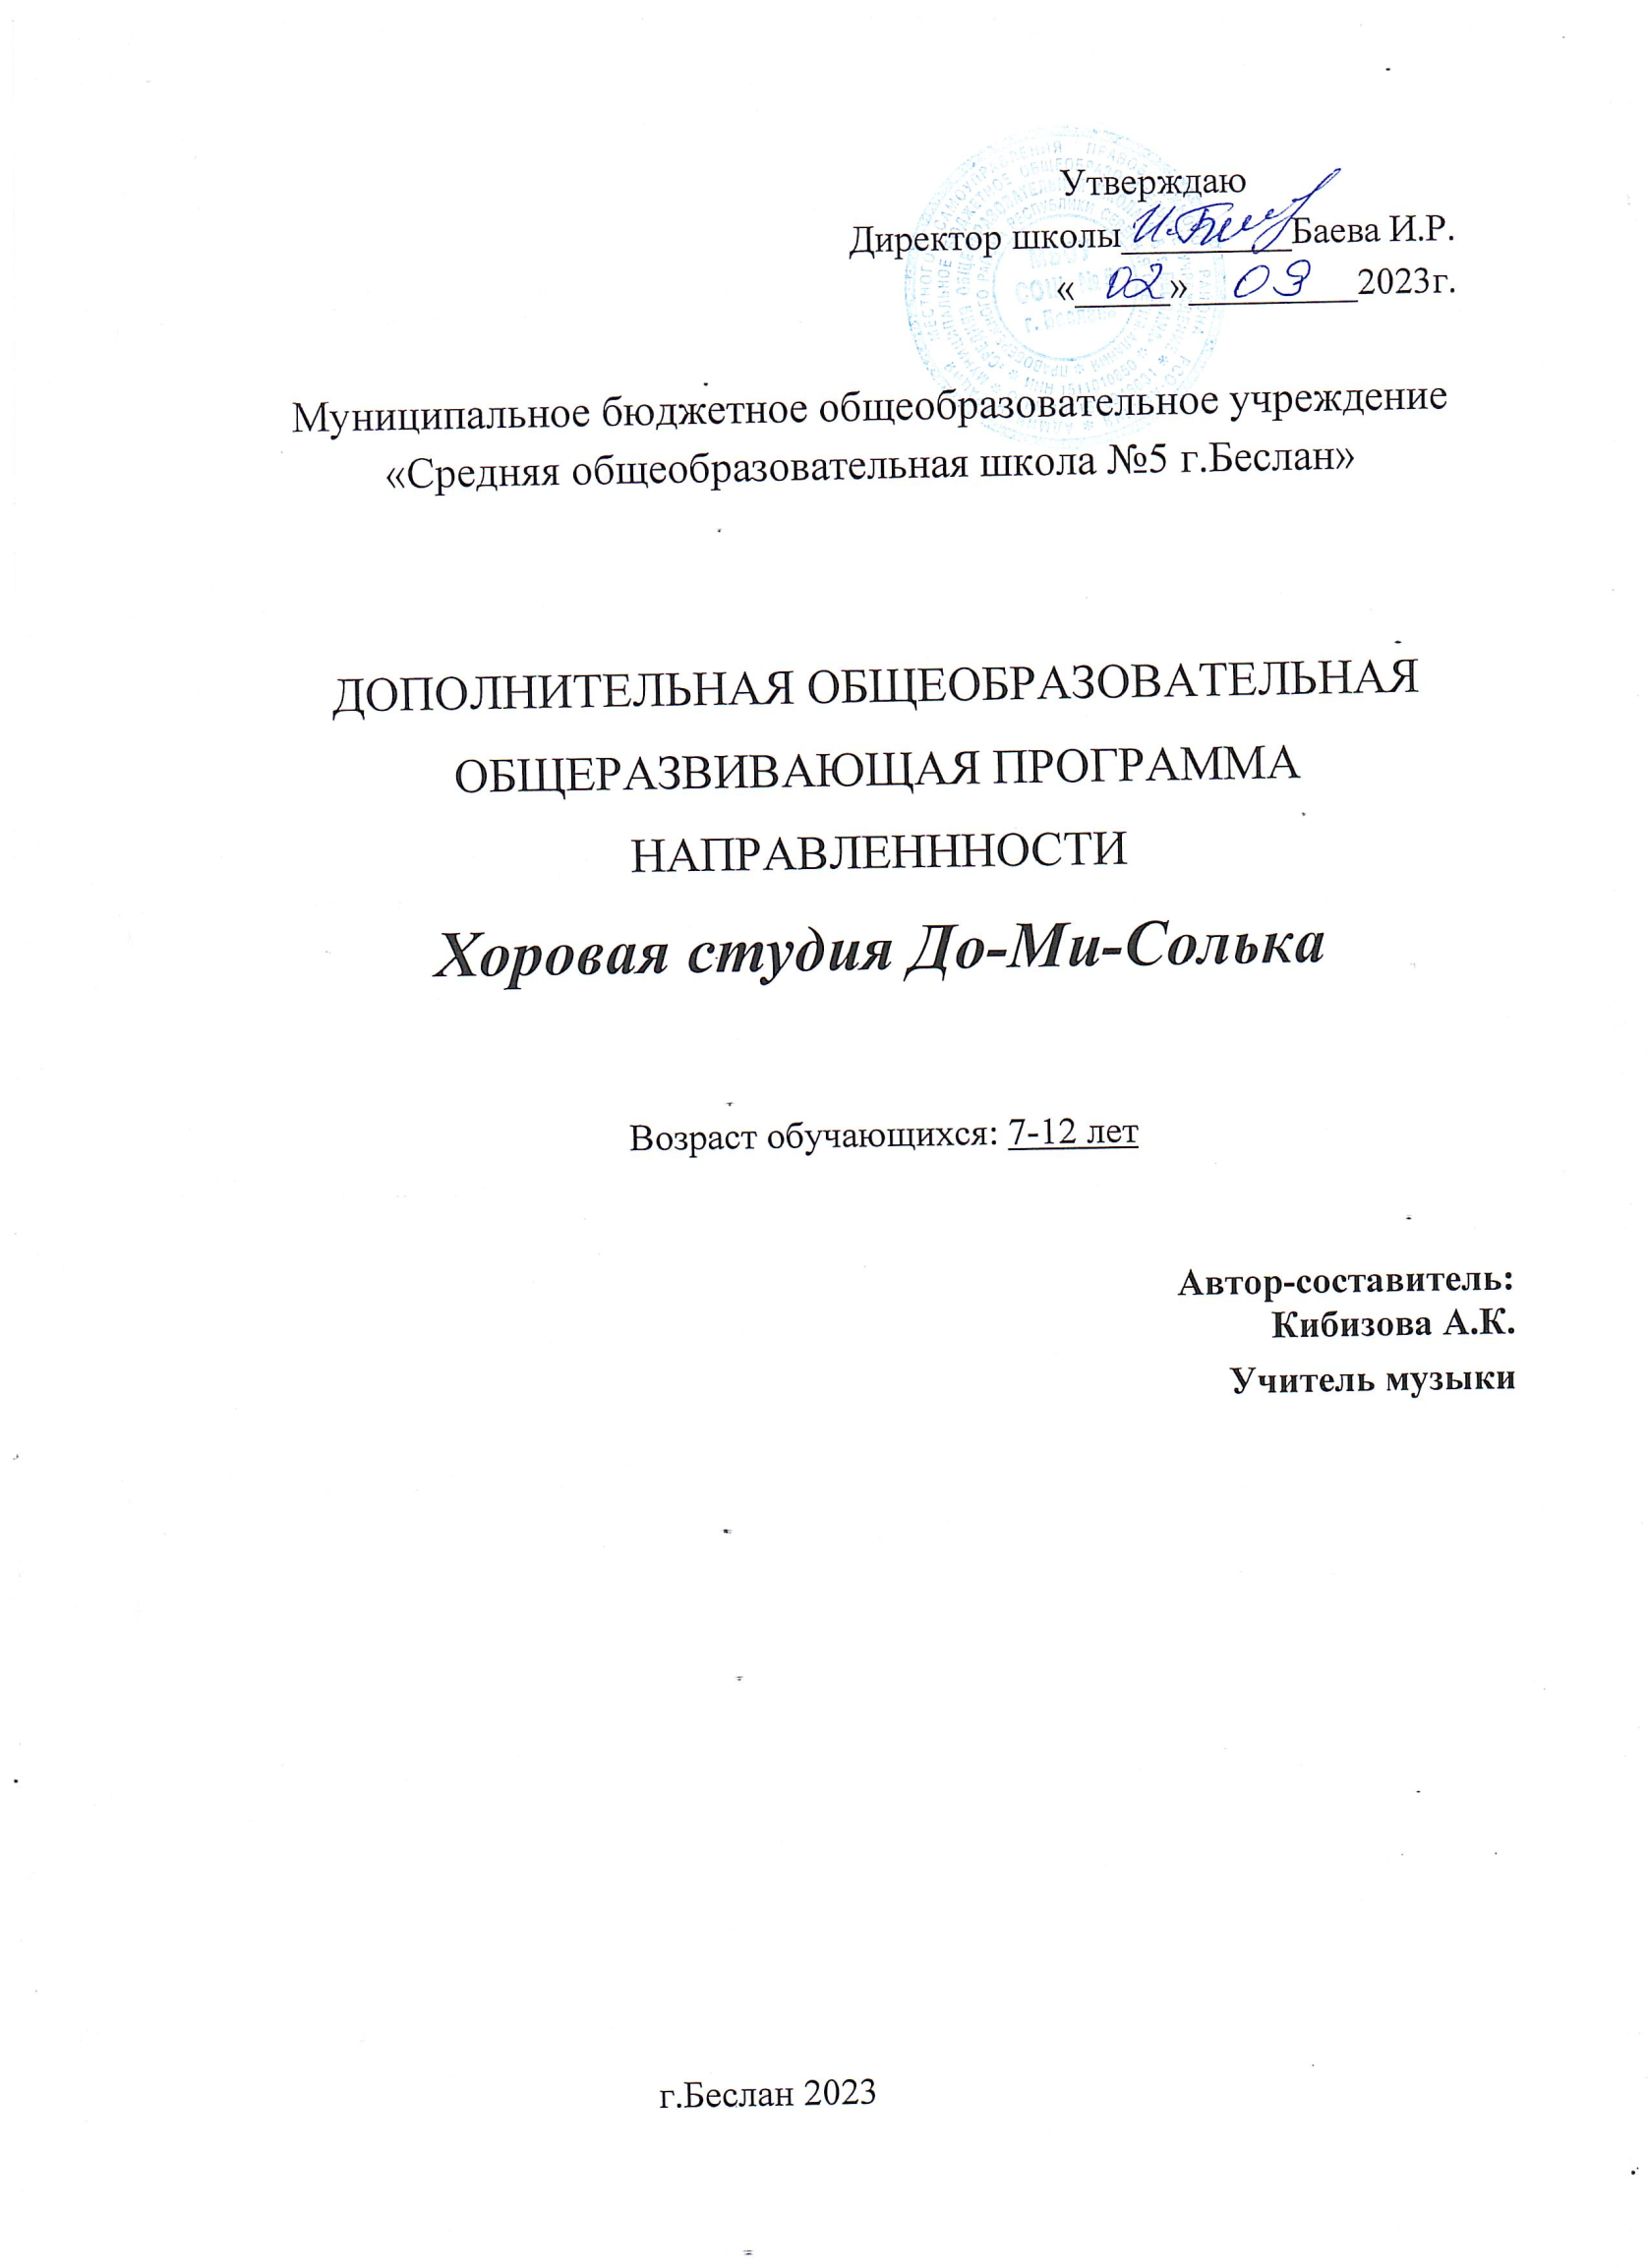 Утверждаю
Директор школы Баева И.Р.
«02» 09 2023г.
Муниципальное бюджетное общеобразовательное учреждение
«Средняя общеобразовательная школа №5 г.Беслан»
ДОПОЛНИТЕЛЬНАЯ ОБЩЕОБРАЗОВАТЕЛЬНАЯ
ОБЩЕРАЗВИВАЮЩАЯ ПРОГРАММА
НАПРАВЛЕНННОСТИ
Хоровая студия До-Ми-Солька
Возраст обучающихся: 7-12 лет
Автор-составитель:
Кибизова А.К.
Учитель музыки
г.Беслан 2023